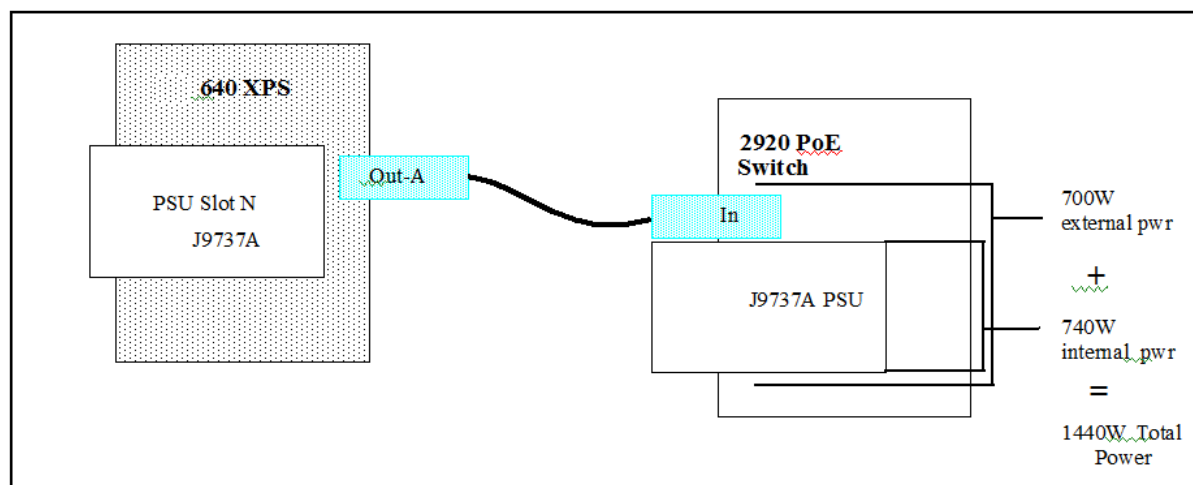 640 XPS
PSU Slot N
J9737A
Out-A
2920 PoE
Switch
In
J9737A PSU
700W
external pwr
+
740W
internal pwr
=
1440W Total
Power